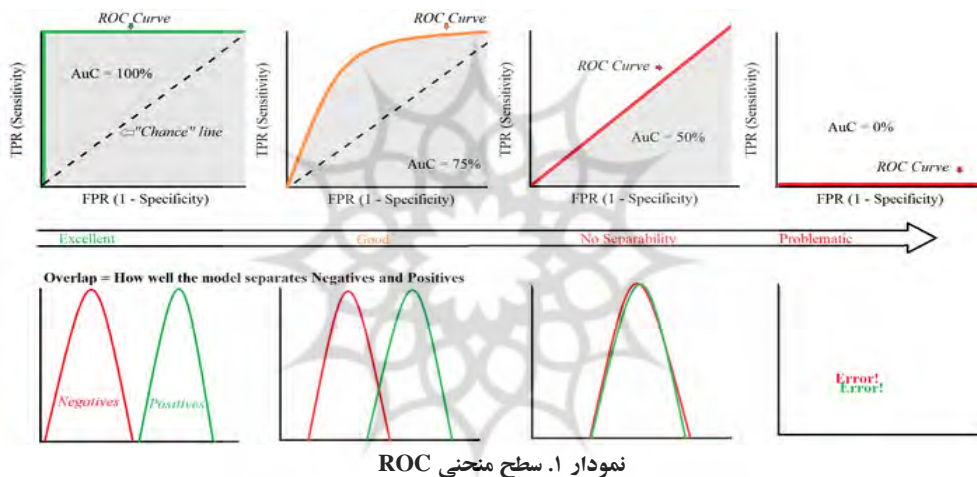 ROC Curve
AuC = 100%
"Chance" line
TPR (Sensitivity)
FPR (1 - Specificity)
ROC Curve
AuC = 75%
TPR (Sensitivity)
FPR (1 - Specificity)
ROC Curve
AuC = 50%
TPR (Sensitivity)
FPR (1 - Specificity)
AuC = 0%
ROC Curve
TPR (Sensitivity)
FPR (1 - Specificity)
Excellent
Good
No Separability
Problematic
Overlap = How well the model separates Negatives and Positives
Negatives
Positives
Error!
Error!
نمودار ۱. سطح منحنی ROC